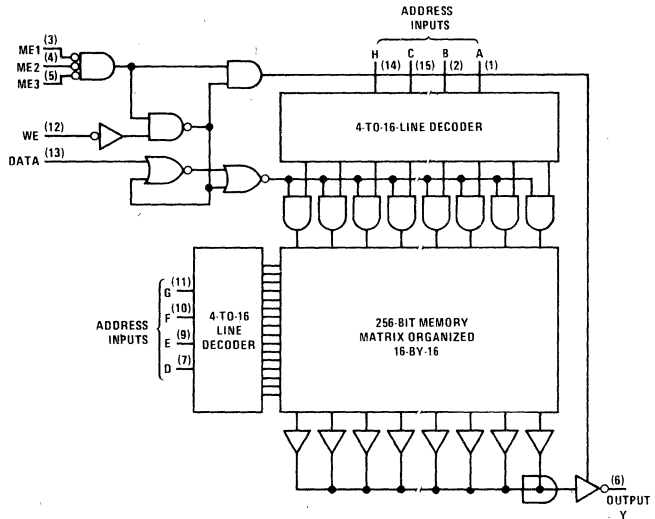 ADDRESS
INPUTS
H C B A
(14) (15) (2) (1)
ME1 (3)
ME2 (4)
ME3 (5)
WE (12)
DATA (13)
4-TO-16-LINE DECODER
ADDRESS
INPUTS
G (11)
F (10)
E (9)
D (7)
4-TO-16
LINE
DECODER
256-BIT MEMORY
MATRIX ORGANIZED
16-BY-16
(6)
OUTPUT
Y